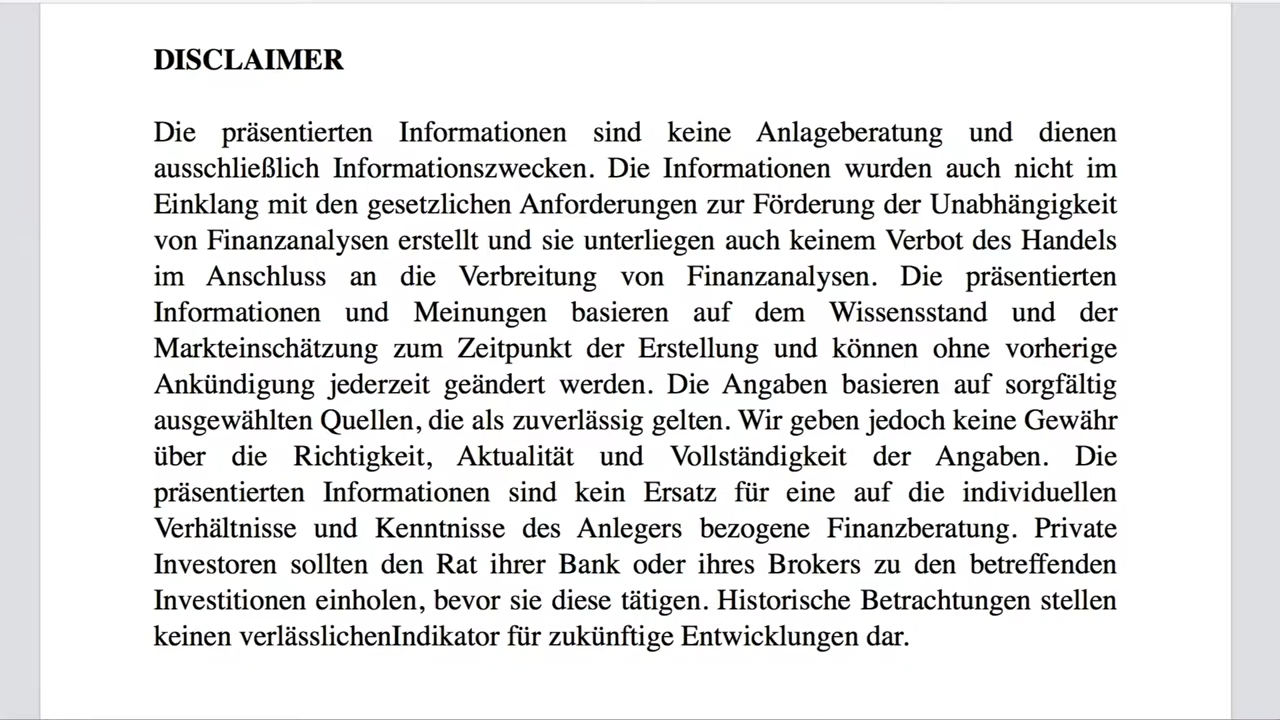 DISCLAIMER
Die präsentierten Informationen sind keine Anlageberatung und dienen
ausschließlich Informationszwecken. Die Informationen wurden auch nicht im
Einklang mit den gesetzlichen Anforderungen zur Förderung der Unabhängigkeit
von Finanzanalysen erstellt und sie unterliegen auch keinem Verbot des Handels
im Anschluss an die Verbreitung von Finanzanalysen. Die präsentierten
Informationen und Meinungen basieren auf dem Wissensstand und der
Markteinschätzung zum Zeitpunkt der Erstellung und können ohne vorherige
Ankündigung jederzeit geändert werden. Die Angaben basieren auf sorgfältig
ausgewählten Quellen, die als zuverlässig gelten. Wir geben jedoch keine Gewähr
über die Richtigkeit, Aktualität und Vollständigkeit der Angaben. Die
präsentierten Informationen sind kein Ersatz für eine auf die individuellen
Verhältnisse und Kenntnisse des Anlegers bezogene Finanzberatung. Private
Investoren sollten den Rat ihrer Bank oder ihres Brokers zu den betreffenden
Investitionen einholen, bevor sie diese tätigen. Historische Betrachtungen stellen
keinen verlässlichenIndikator für zukünftige Entwicklungen dar.